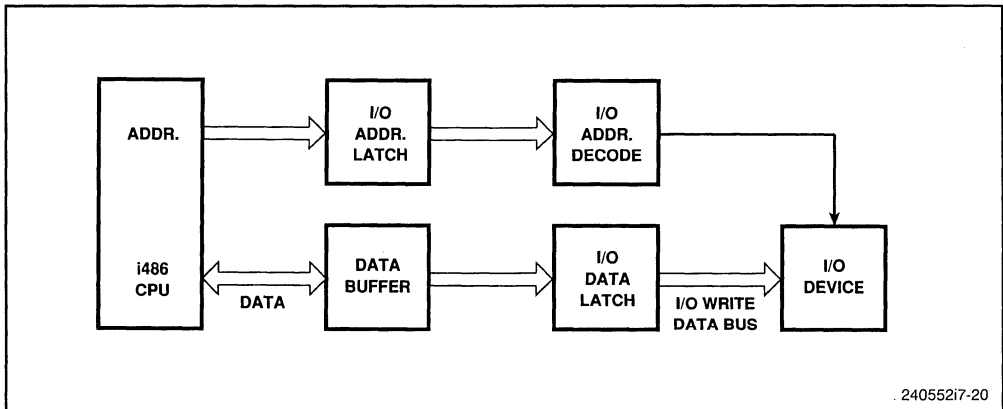 ADDR.
I/O
ADDR.
LATCH
I/O
ADDR.
DECODE
i486
CPU
DATA
DATA
BUFFER
I/O
DATA
LATCH
I/O WRITE
DATA BUS
I/O
DEVICE
240552i7-20